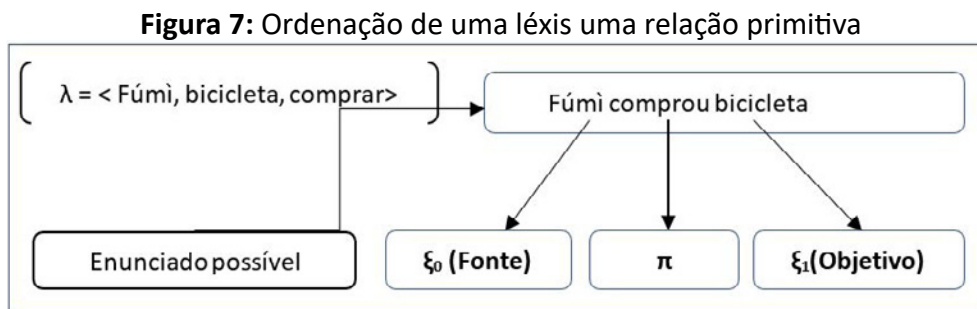 Figura 7: Ordenação de uma léxis uma relação primitiva
λ = < Fúmì, bicicleta, comprar>
Fúmì comprou bicicleta
Enunciado possível
ξ₀ (Fonte)
π
ξ₁(Objetivo)